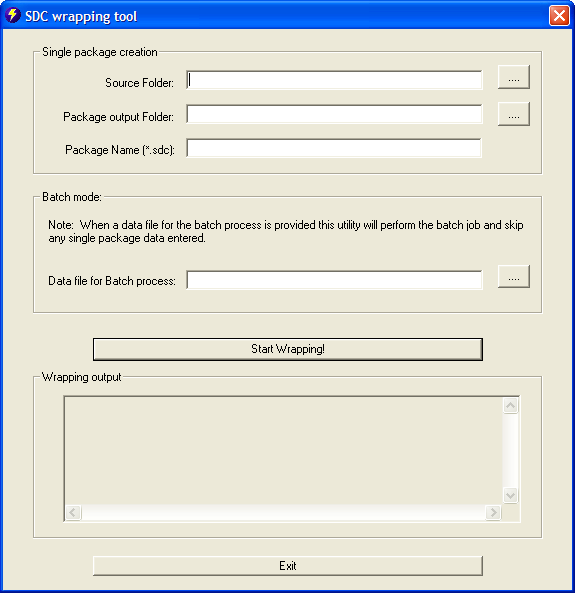 SDC wrapping tool
Single package creation
Source Folder:
....
Package output Folder:
....
Package Name (*.sdc):
Batch mode:
Note:  When a data file for the batch process is provided this utility will perform the batch job and skip
any single package data entered.
Data file for Batch process:
....
Start Wrapping!
Wrapping output
Exit